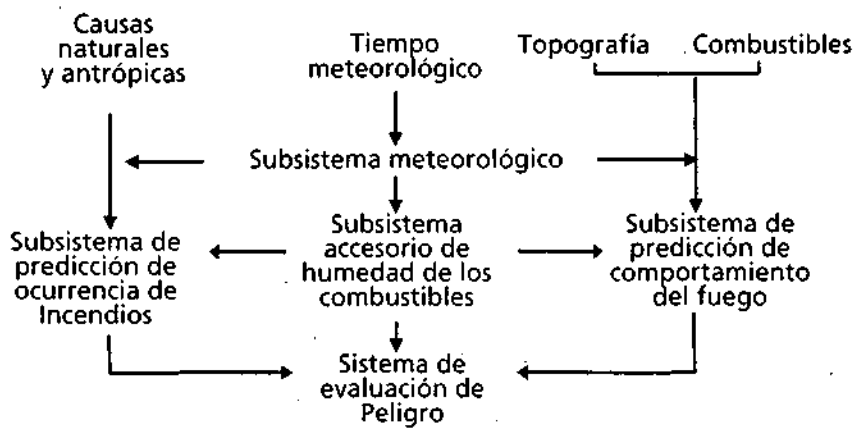 Causas
naturales
y antrópicas
Tiempo
meteorológico
Topografía
Combustibles
Subsistema meteorológico
Subsistema de
predicción de
ocurrencia de
Incendios
Subsistema
accesorio de
humedad de los
combustibles
Subsistema de
predicción de
comportamiento
del fuego
Sistema de
evaluación de
Peligro